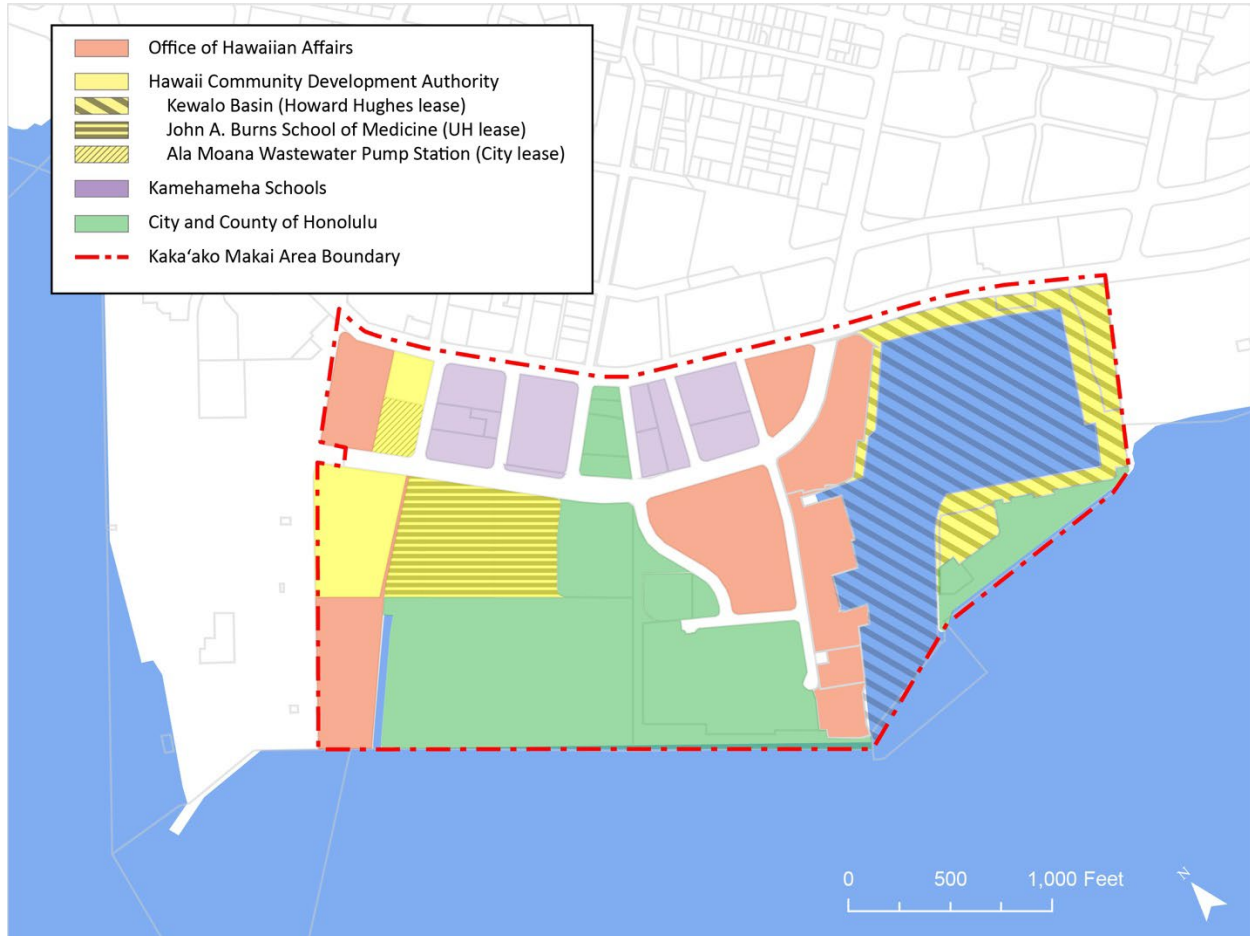 Office of Hawaiian Affairs
Hawaii Community Development Authority
Kewalo Basin (Howard Hughes lease)
John A. Burns School of Medicine (UH lease)
Ala Moana Wastewater Pump Station (City lease)
Kamehameha Schools
City and County of Honolulu
Kakaʻako Makai Area Boundary
0 500 1,000 Feet
N